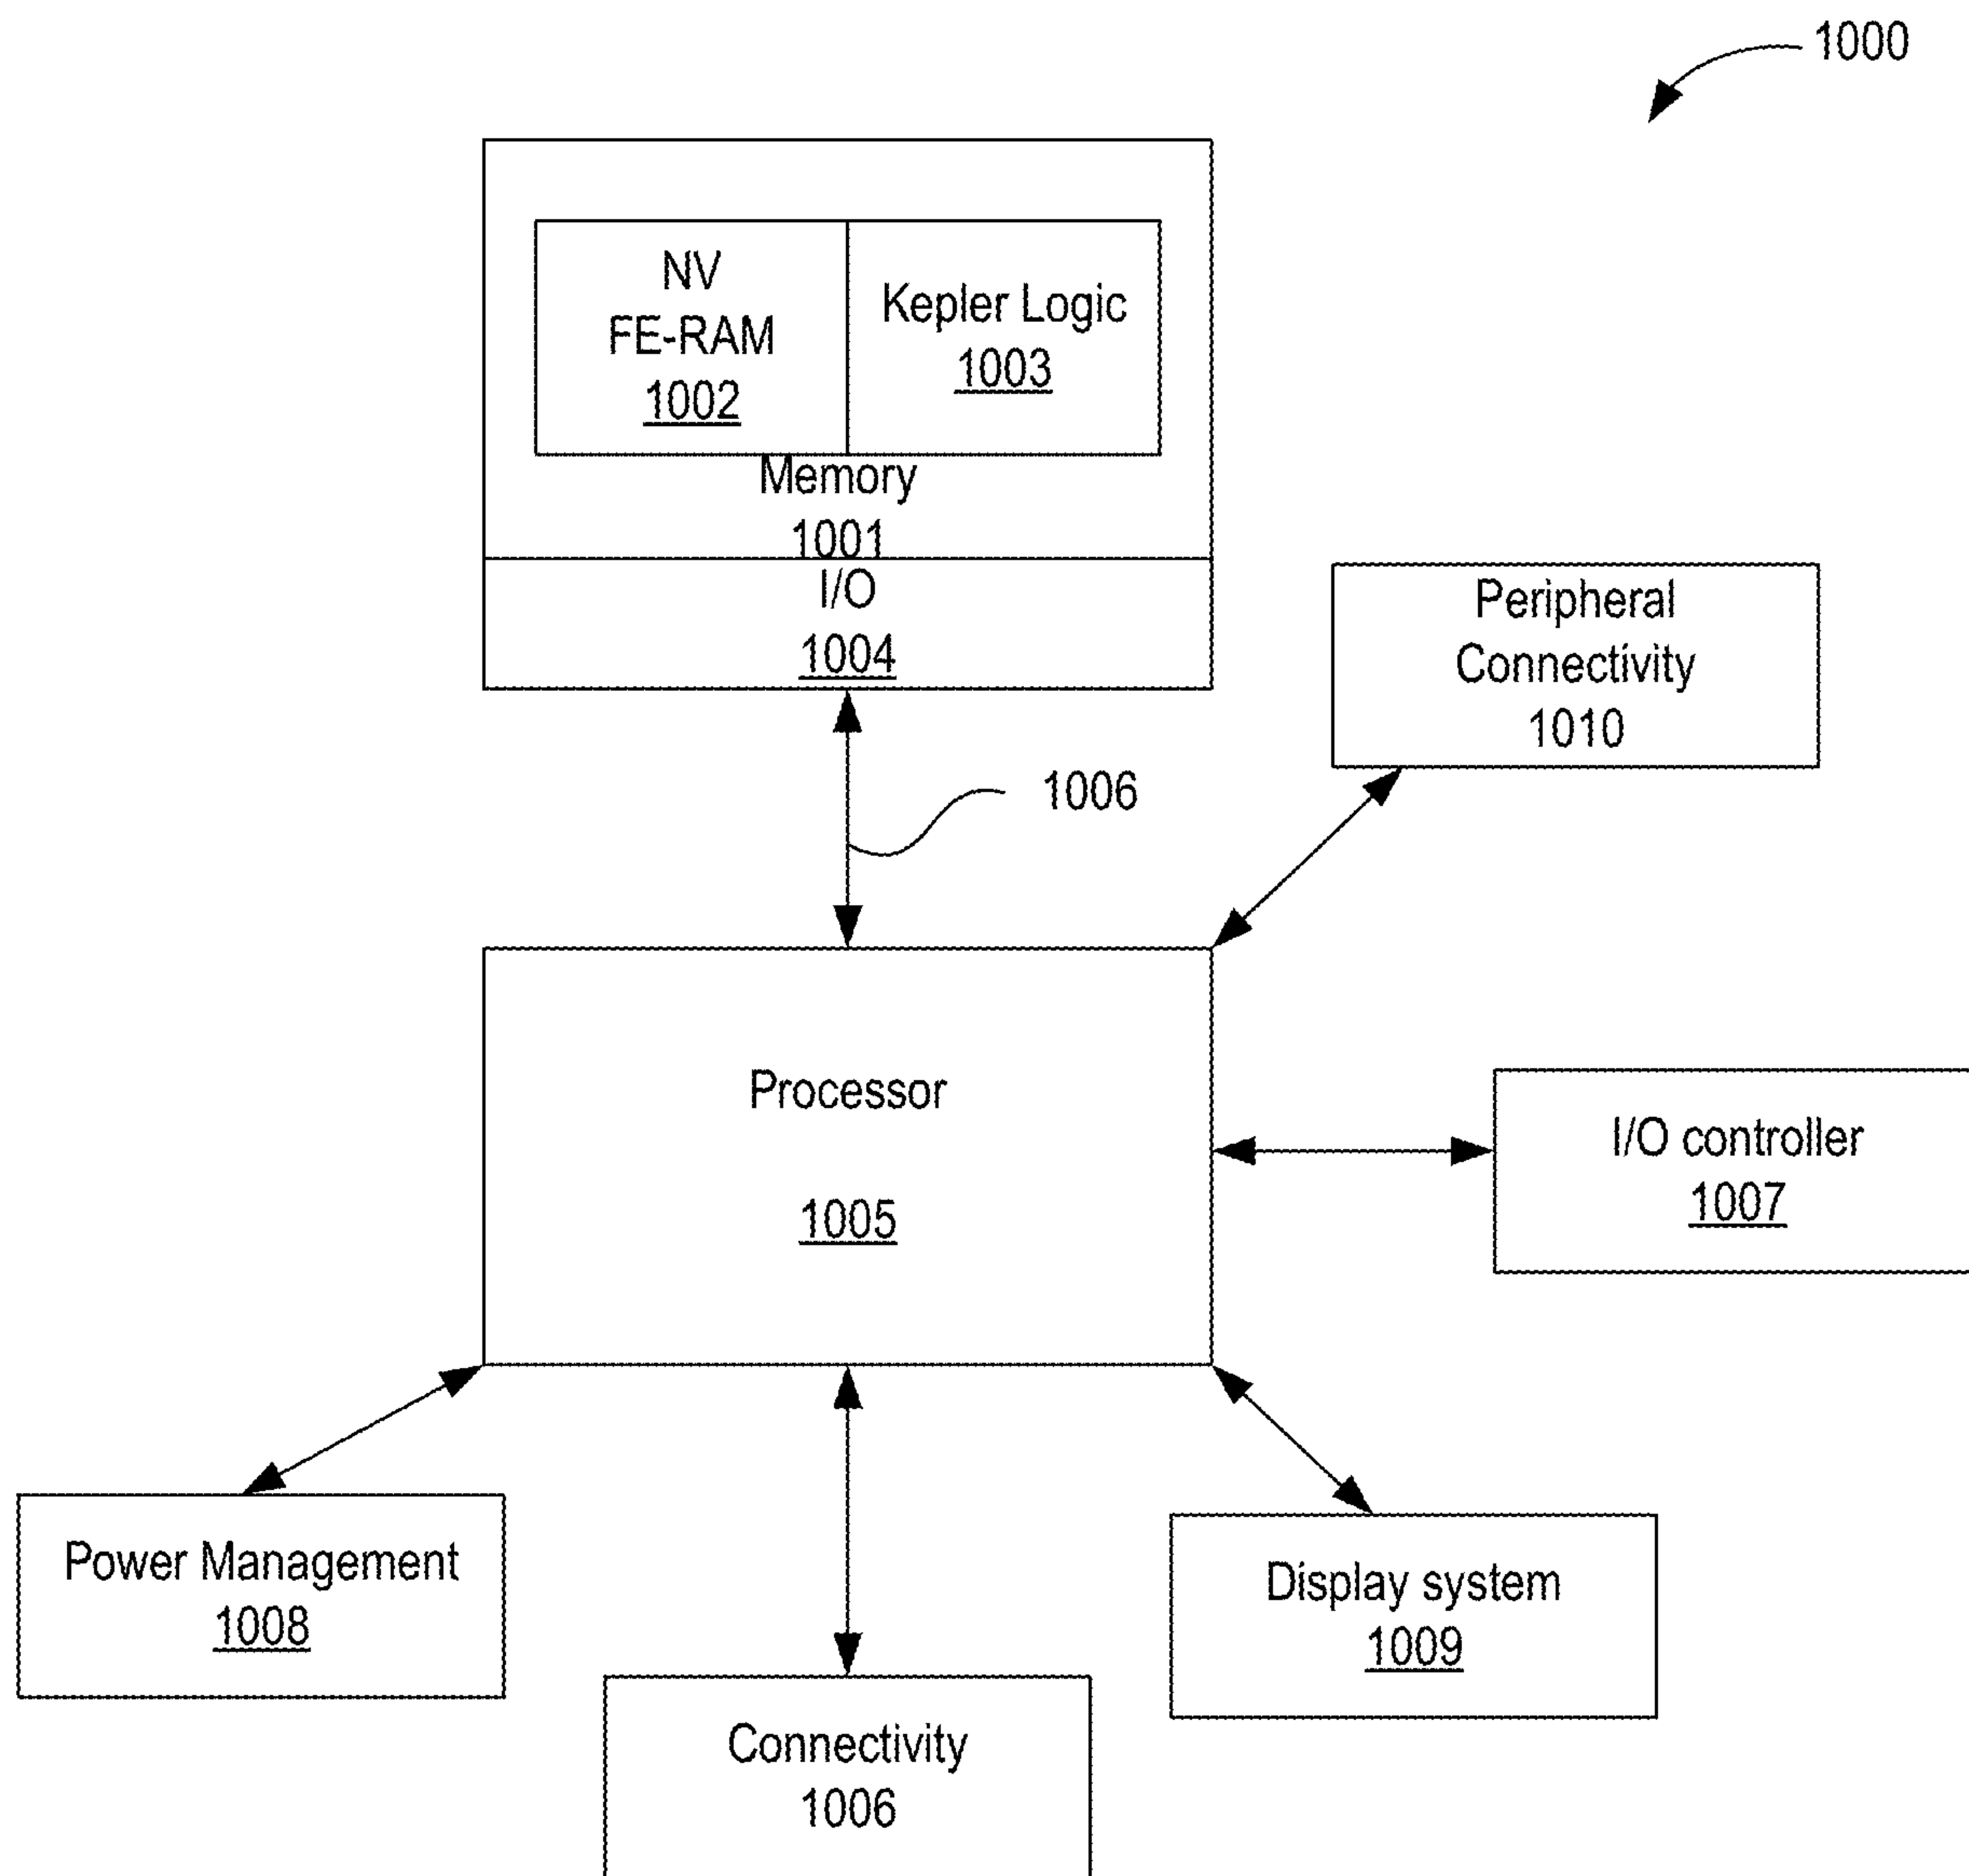 1000
NV
FE-RAM
1002
Kepler Logic
1003
Memory
1001
I/O
1004
Peripheral
Connectivity
1010
1006
Processor
1005
I/O controller
1007
Power Management
1008
Display system
1009
Connectivity
1006